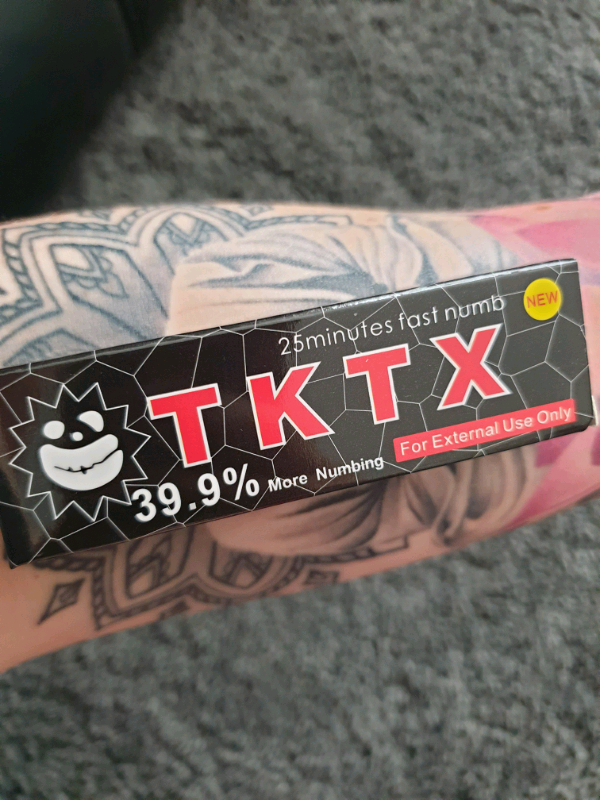 25minutes fast numb
NEW
TKTX
39.9% More Numbing
For External Use Only